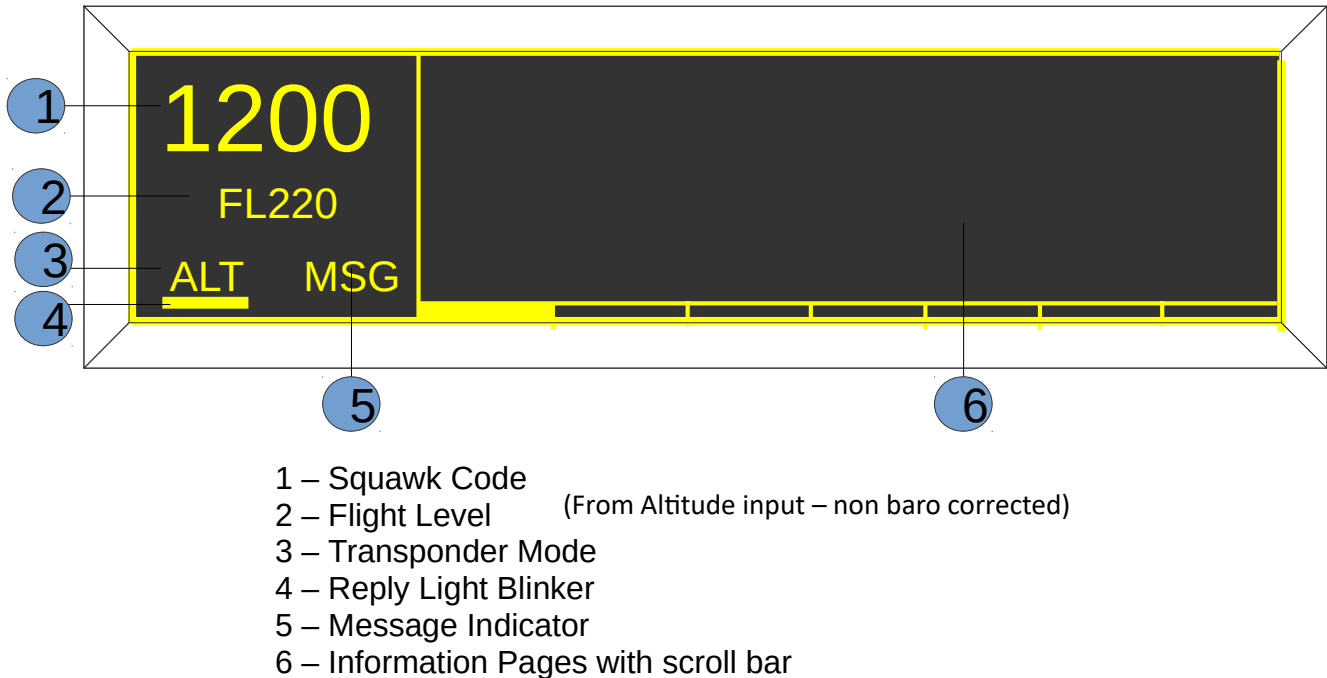 1
1200
2
FL220
3
ALT MSG
4
5
6
1 – Squawk Code
2 – Flight Level (From Altitude input – non baro corrected)
3 – Transponder Mode
4 – Reply Light Blinker
5 – Message Indicator
6 – Information Pages with scroll bar